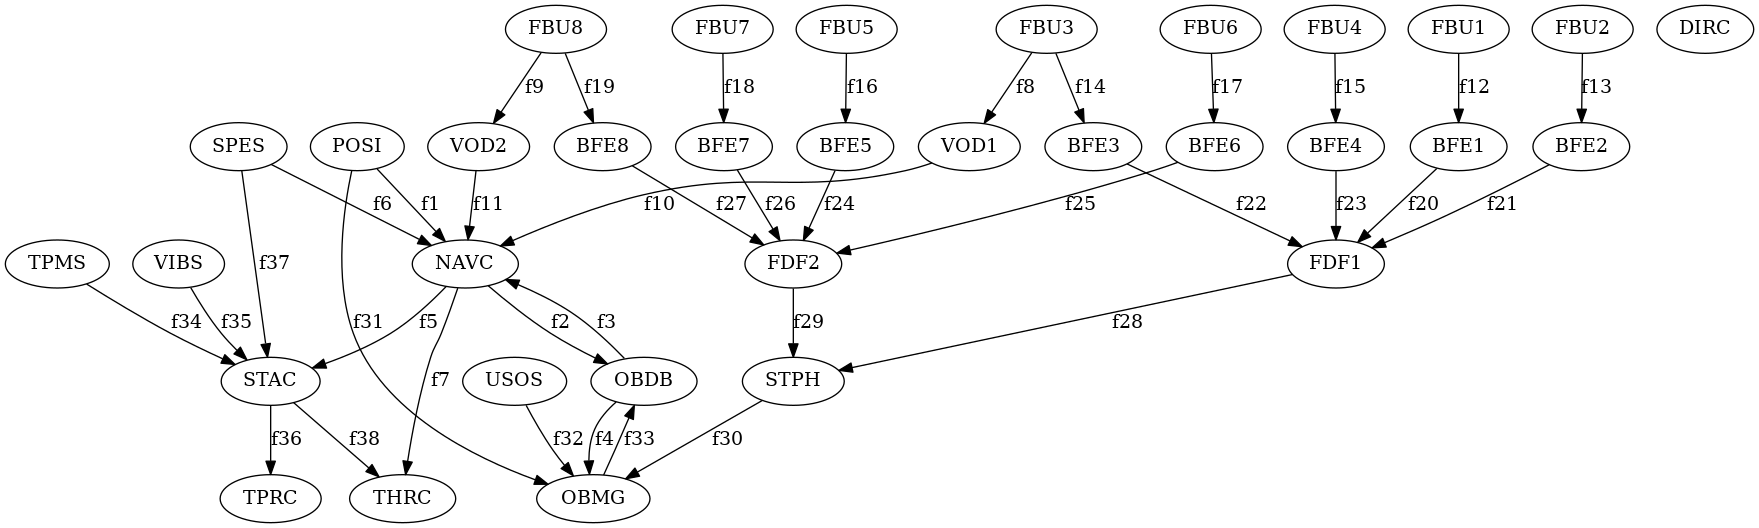 FBU8 FBU7 FBU5 FBU3 FBU6 FBU4 FBU1 FBU2 DIRC
f9 f19 f18 f16 f8 f14 f17 f15 f12 f13
SPES POSI VOD2 BFE8 BFE7 BFE5 VOD1 BFE3 BFE6 BFE4 BFE1 BFE2
f6 f1 f11 f27 f26 f24 f10 f22 f25 f23 f20 f21
TPMS VIBS NAVC FDF2 FDF1
f37
f34 f35 f31 f5 f2 f3 f29 f28
STAC USOS OBDB STPH
f7
f36 f38 f32 f4 f33 f30
TPRC THRC OBMG